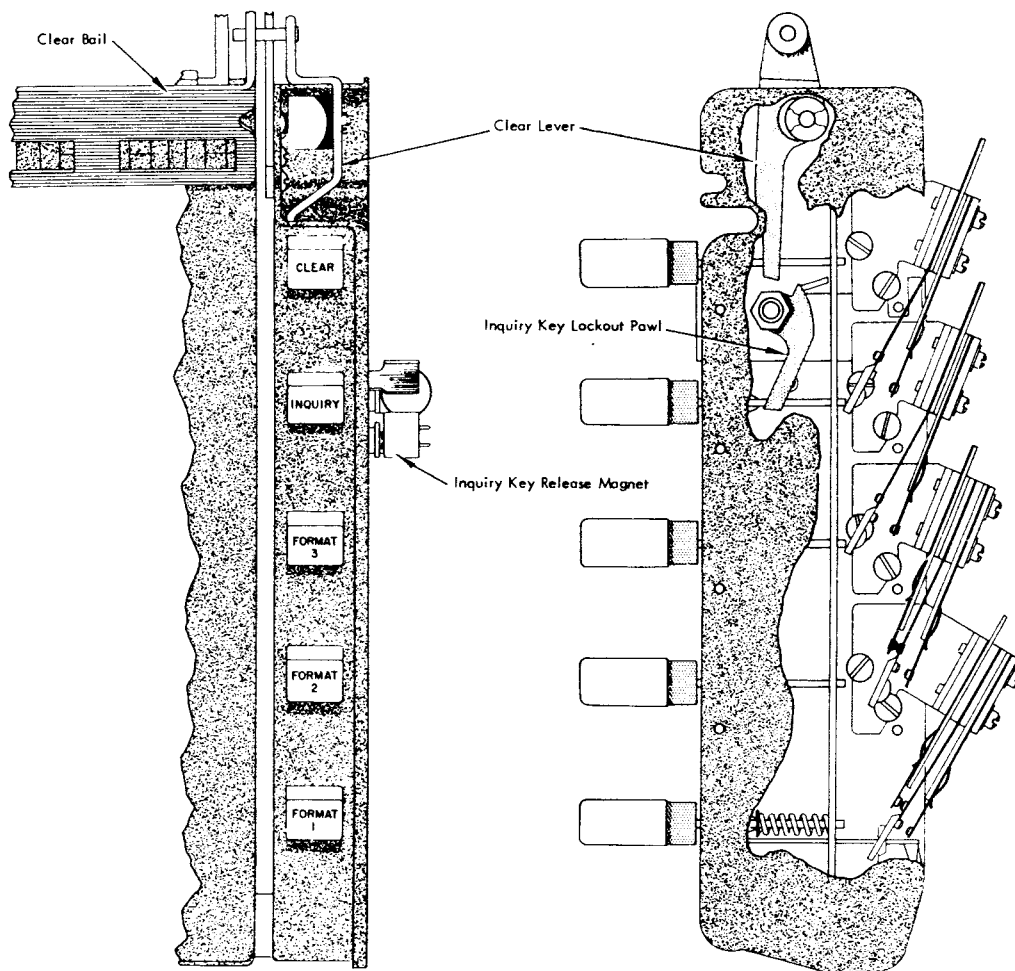 Clear Bail
Clear Lever
CLEAR
Inquiry Key Lockout Pawl
INQUIRY
Inquiry Key Release Magnet
FORMAT
3
FORMAT
2
FORMAT
1